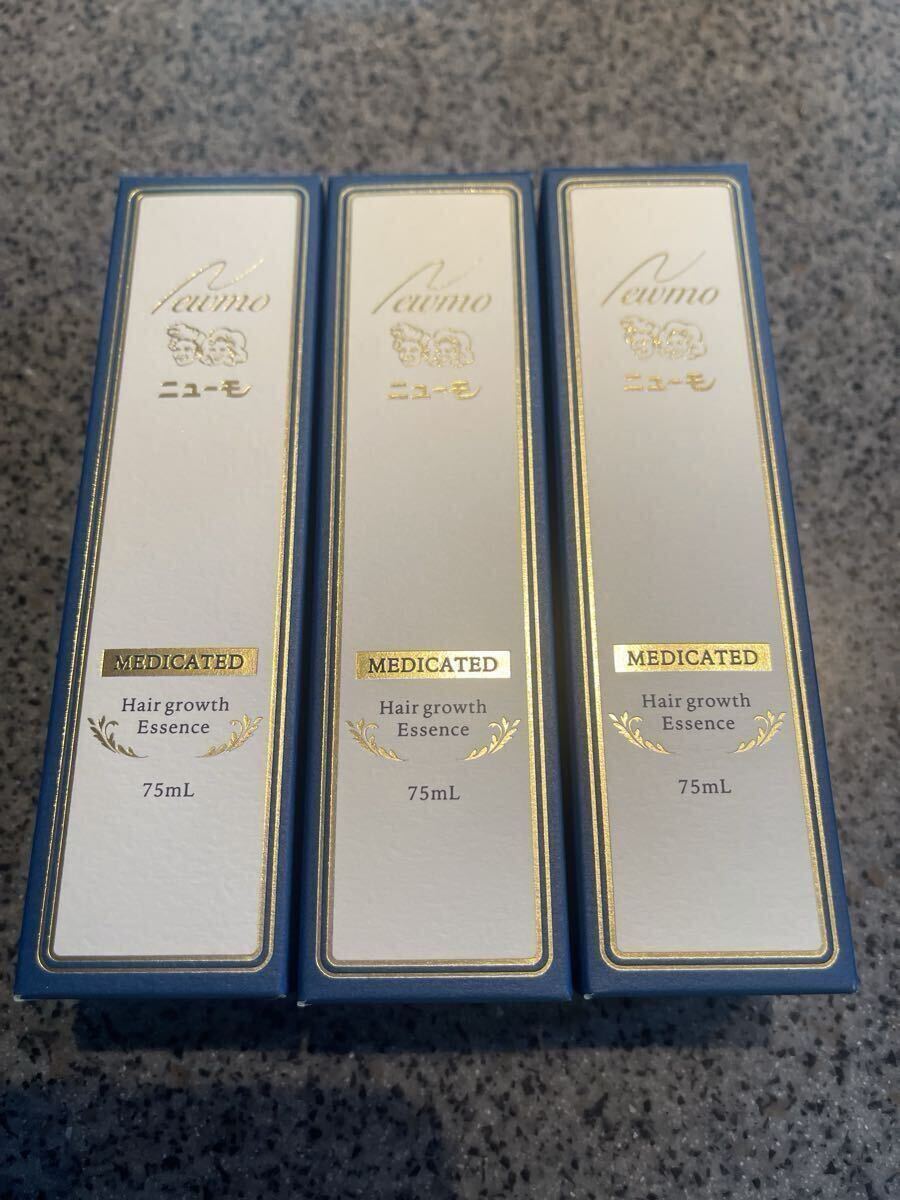 Newmo
ニューモ
MEDICATED
Hair growth
Essence
75mL
Newmo
ニューモ
MEDICATED
Hair growth
Essence
75mL
Newmo
ニューモ
MEDICATED
Hair growth
Essence
75mL